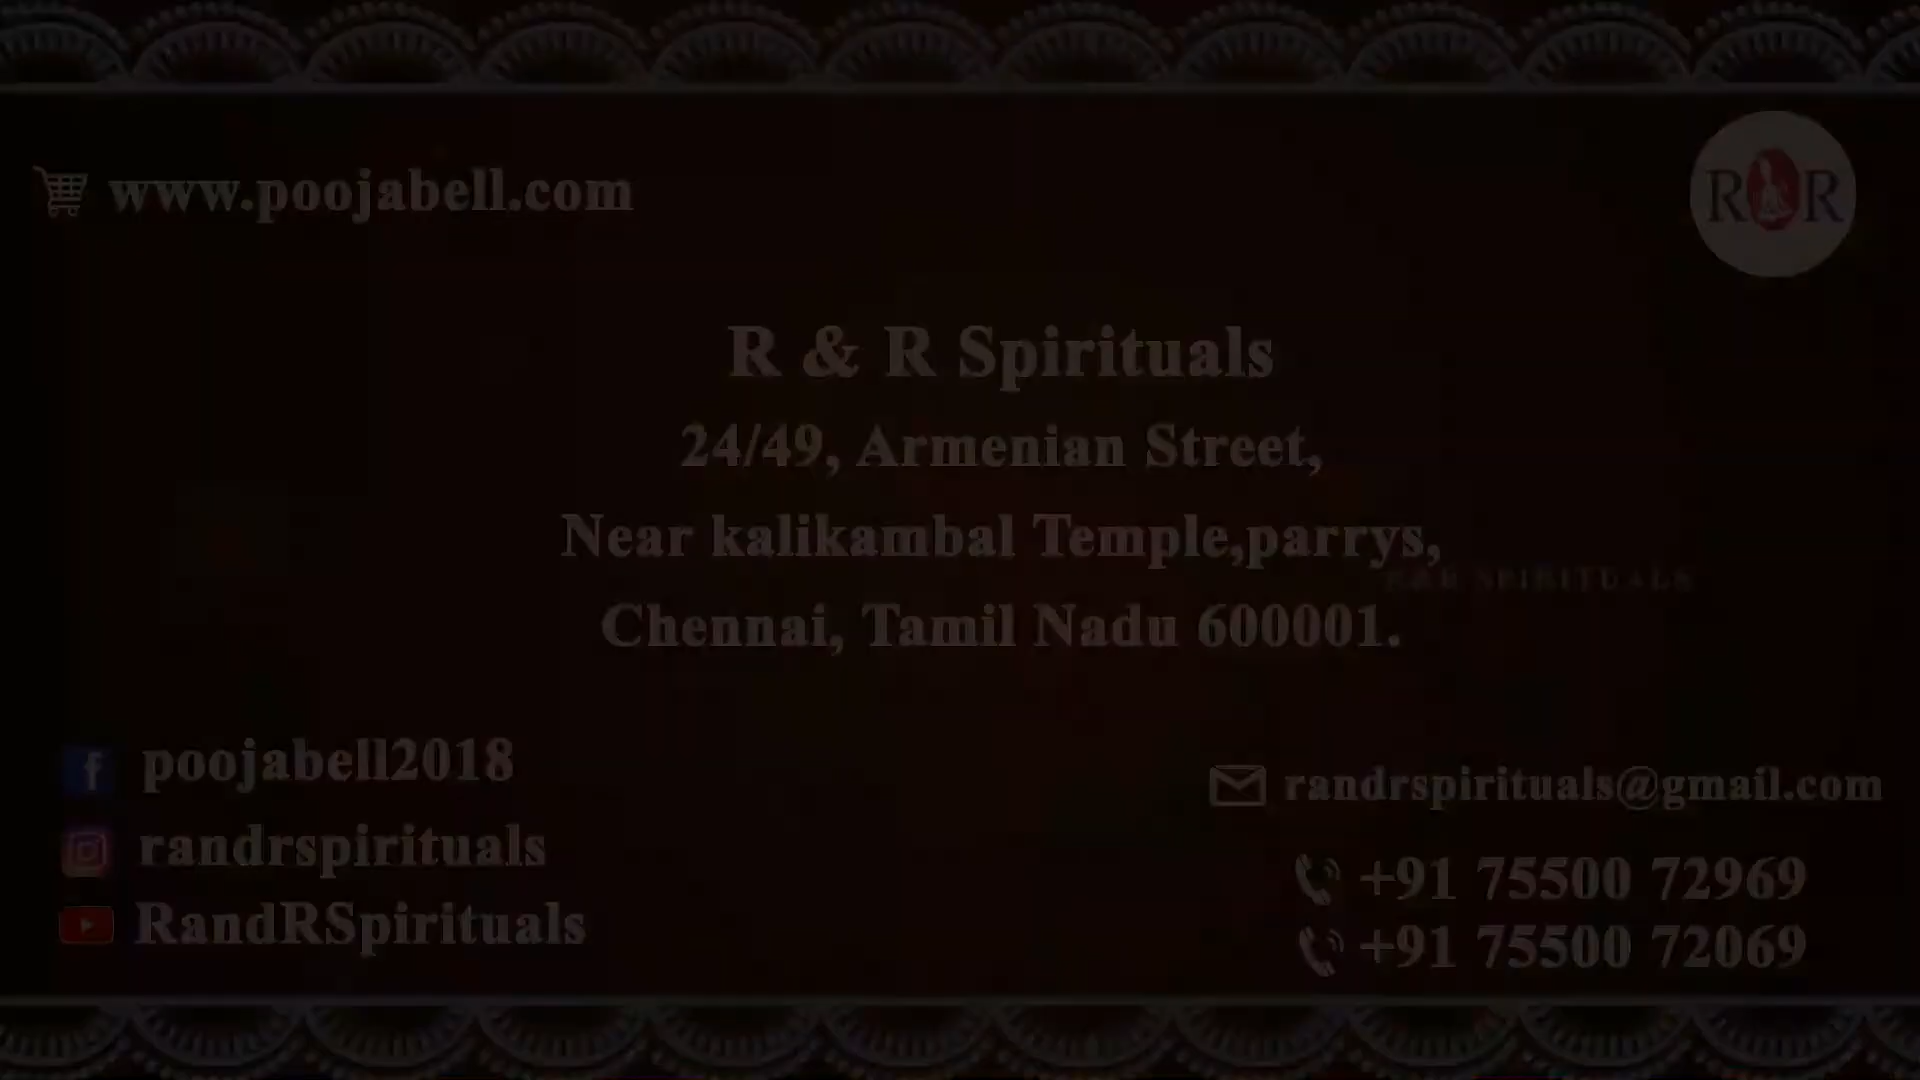 www.poojabell.com
R R
R & R Spirituals
24/49, Armenian Street,
Near kalikambal Temple,parrys,
R&R SPIRITUALS
Chennai, Tamil Nadu 600001.
poojabell2018
randrspirituals
RandRSpirituals
randrspirituals@gmail.com
+91 75500 72969
+91 75500 72069